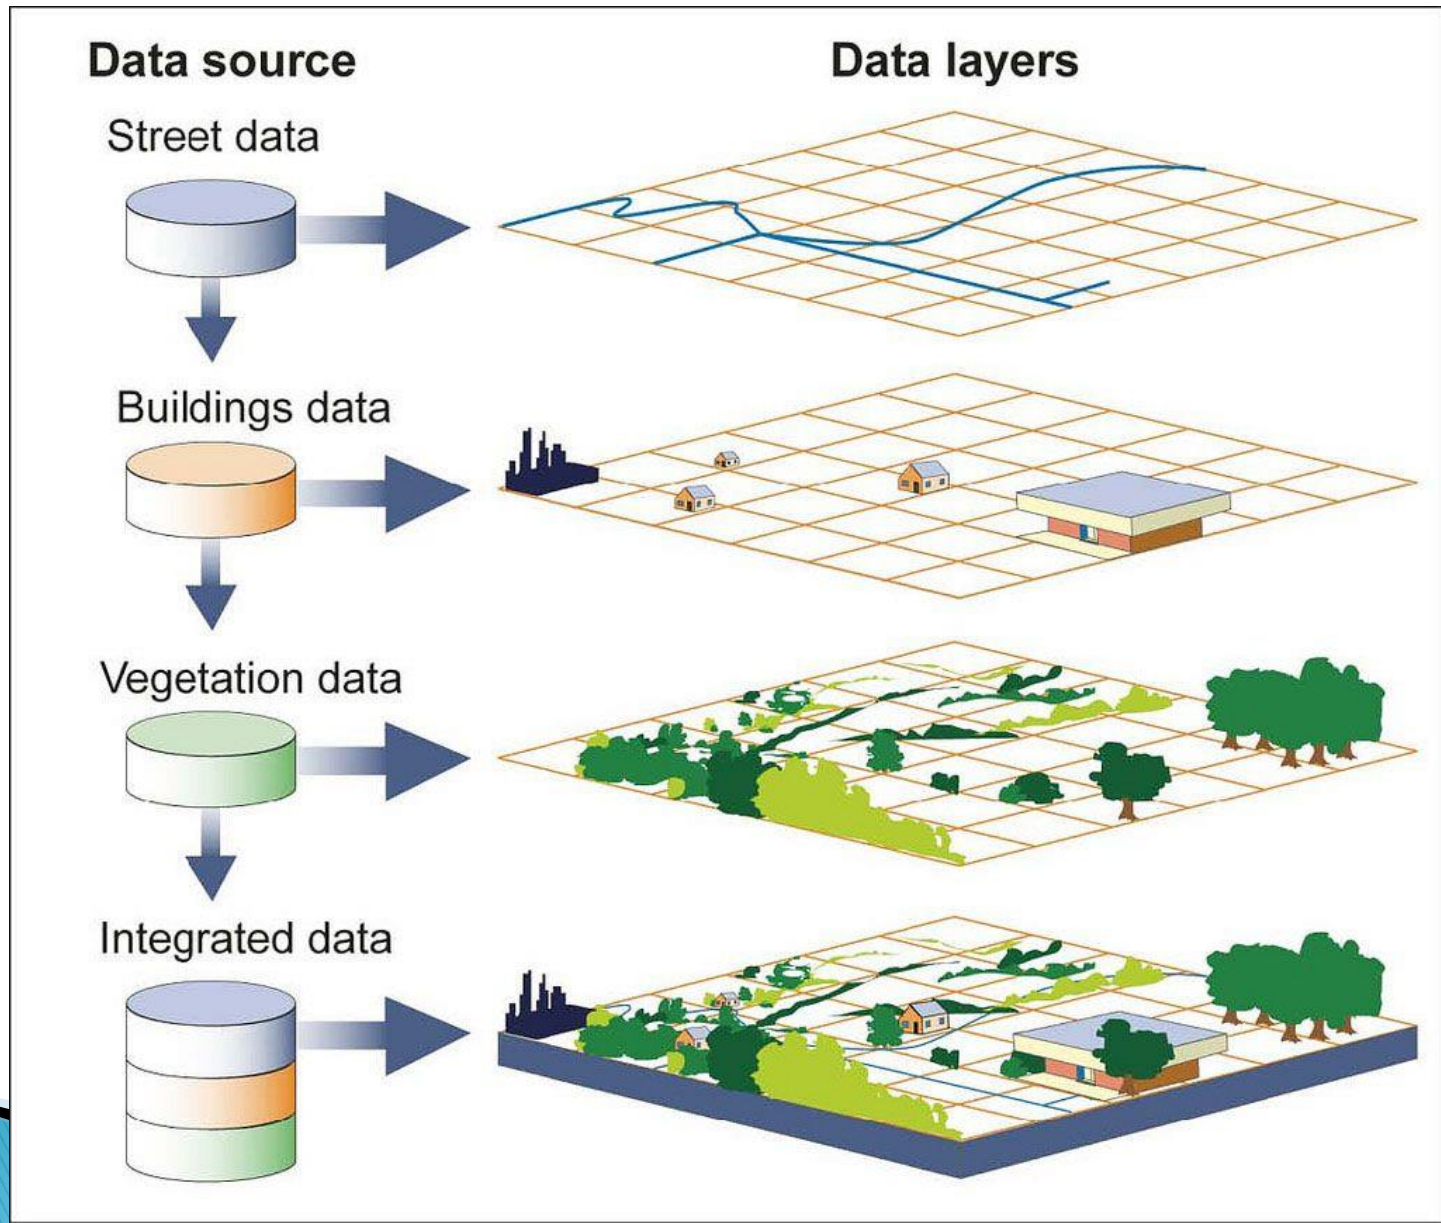 Data source
Data layers
Street data
Buildings data
Vegetation data
Integrated data